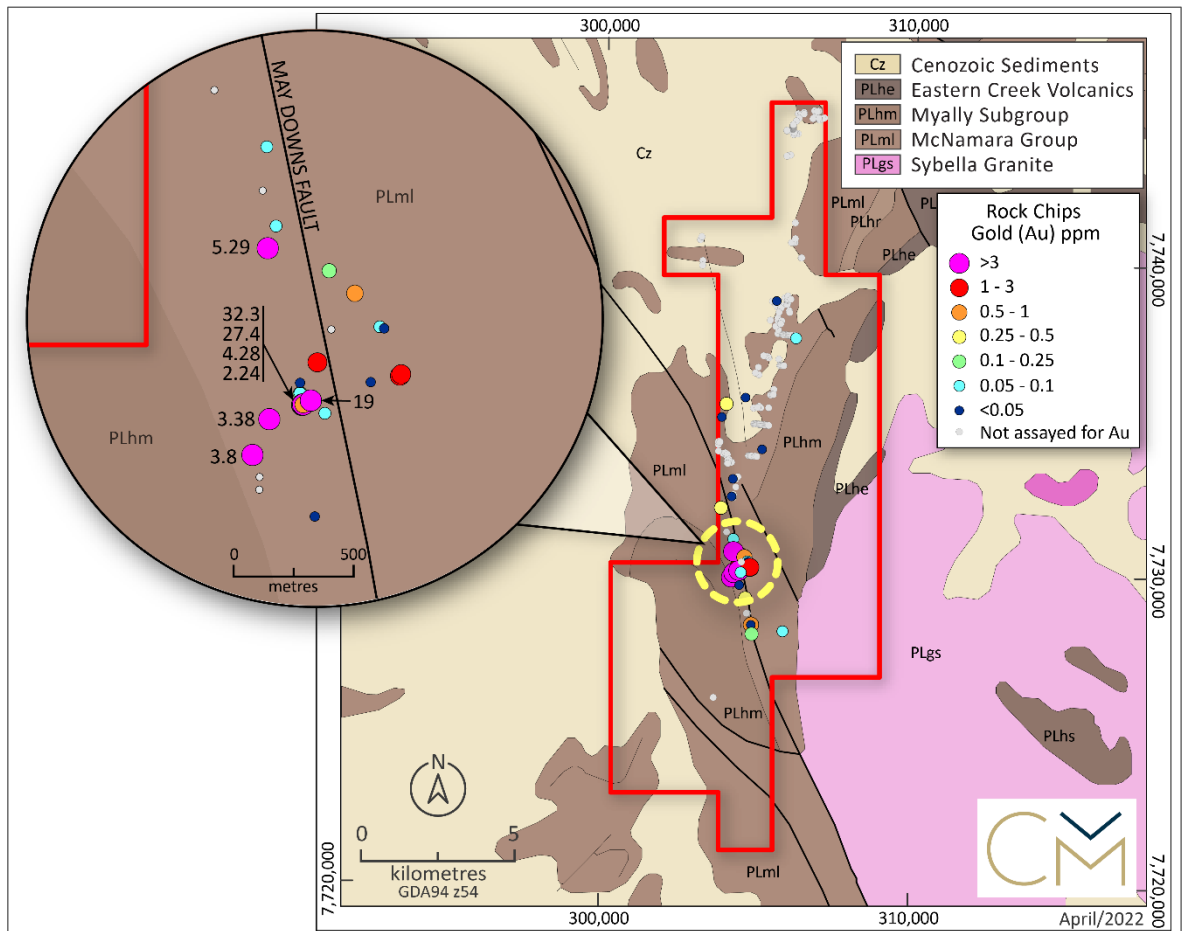 300,000
310,000
Cz Cenozoic Sediments
PLhe Eastern Creek Volcanics
PLhm Myally Subgroup
PLml McNamara Group
PLgs Sybella Granite
Rock Chips
Gold (Au) ppm
>3
1 - 3
0.5 - 1
0.25 - 0.5
0.1 - 0.25
0.05 - 0.1
<0.05
Not assayed for Au
MAY DOWNS FAULT
PLml
5.29
32.3
27.4
4.28
2.24
19
3.38
PLhm
3.8
0 500
metres
Cz
PLml
PLhr
PL
PLhe
7,740,000
PLhm
PLml
PLhe
7,730,000
PLgs
PLhm
PLhs
N
0 5
kilometres
GDA94 z54
PLml
CM
7,720,000
7,720,000
300,000
310,000
April/2022